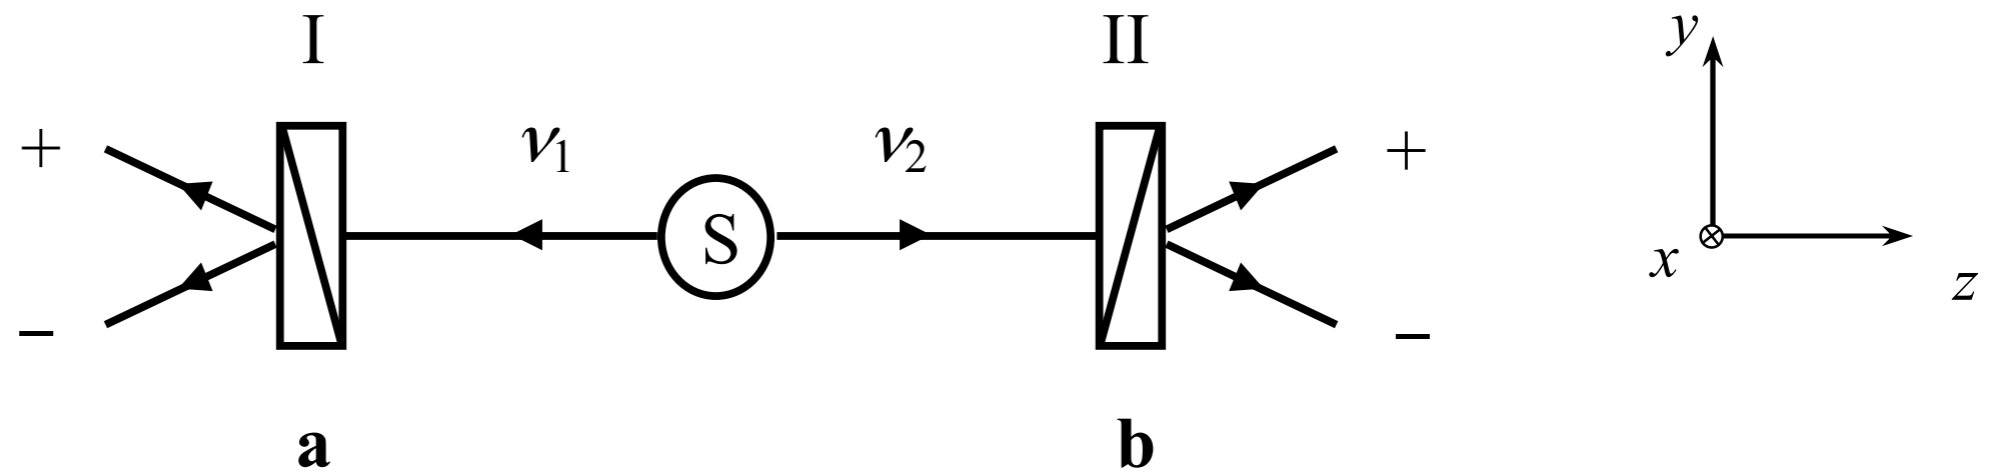 I II
y
+ ν₁ ν₂ +
S
x
z
− −
a b